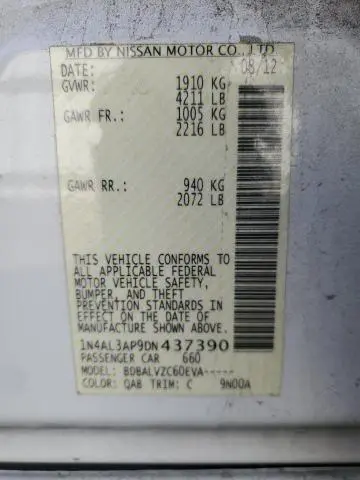 MFD BY NISSAN MOTOR CO.,LTD
DATE: 08/12
GVWR: 1910 KG
4211 LB
GAWR FR.: 1005 KG
2216 LB
GAWR RR.: 940 KG
2072 LB
THIS VEHICLE CONFORMS TO
ALL APPLICABLE FEDERAL
MOTOR VEHICLE SAFETY,
BUMPER, AND THEFT
PREVENTION STANDARDS IN
EFFECT ON THE DATE OF
MANUFACTURE SHOWN ABOVE.
1N4AL3AP9DN437390
PASSENGER CAR 660
MODEL: BDBALVZC60EVA-----
COLOR: QAB TRIM: C 9N00A